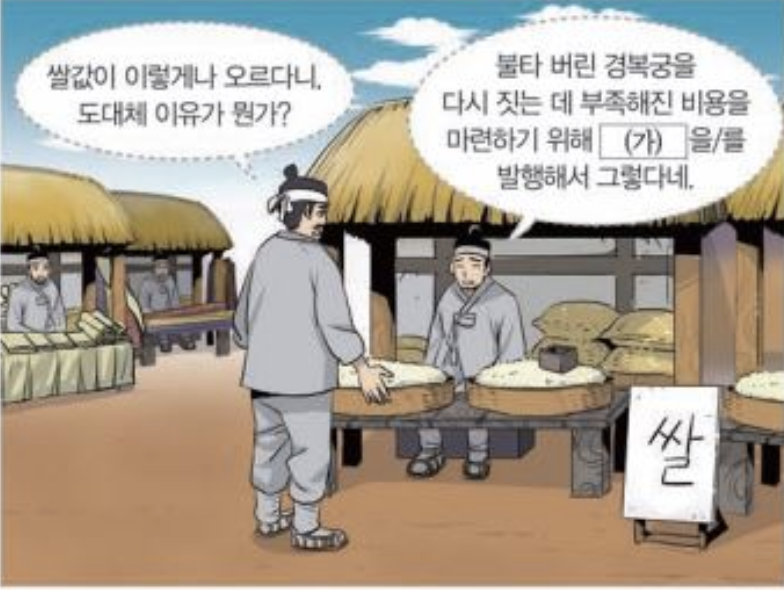 쌀값이 이렇게나 오르다니,
도대체 이유가 뭔가?
불타 버린 경복궁을
다시 짓는 데 부족해진 비용을
마련하기 위해 (가) 을/를
발행해서 그렇다네.
쌀